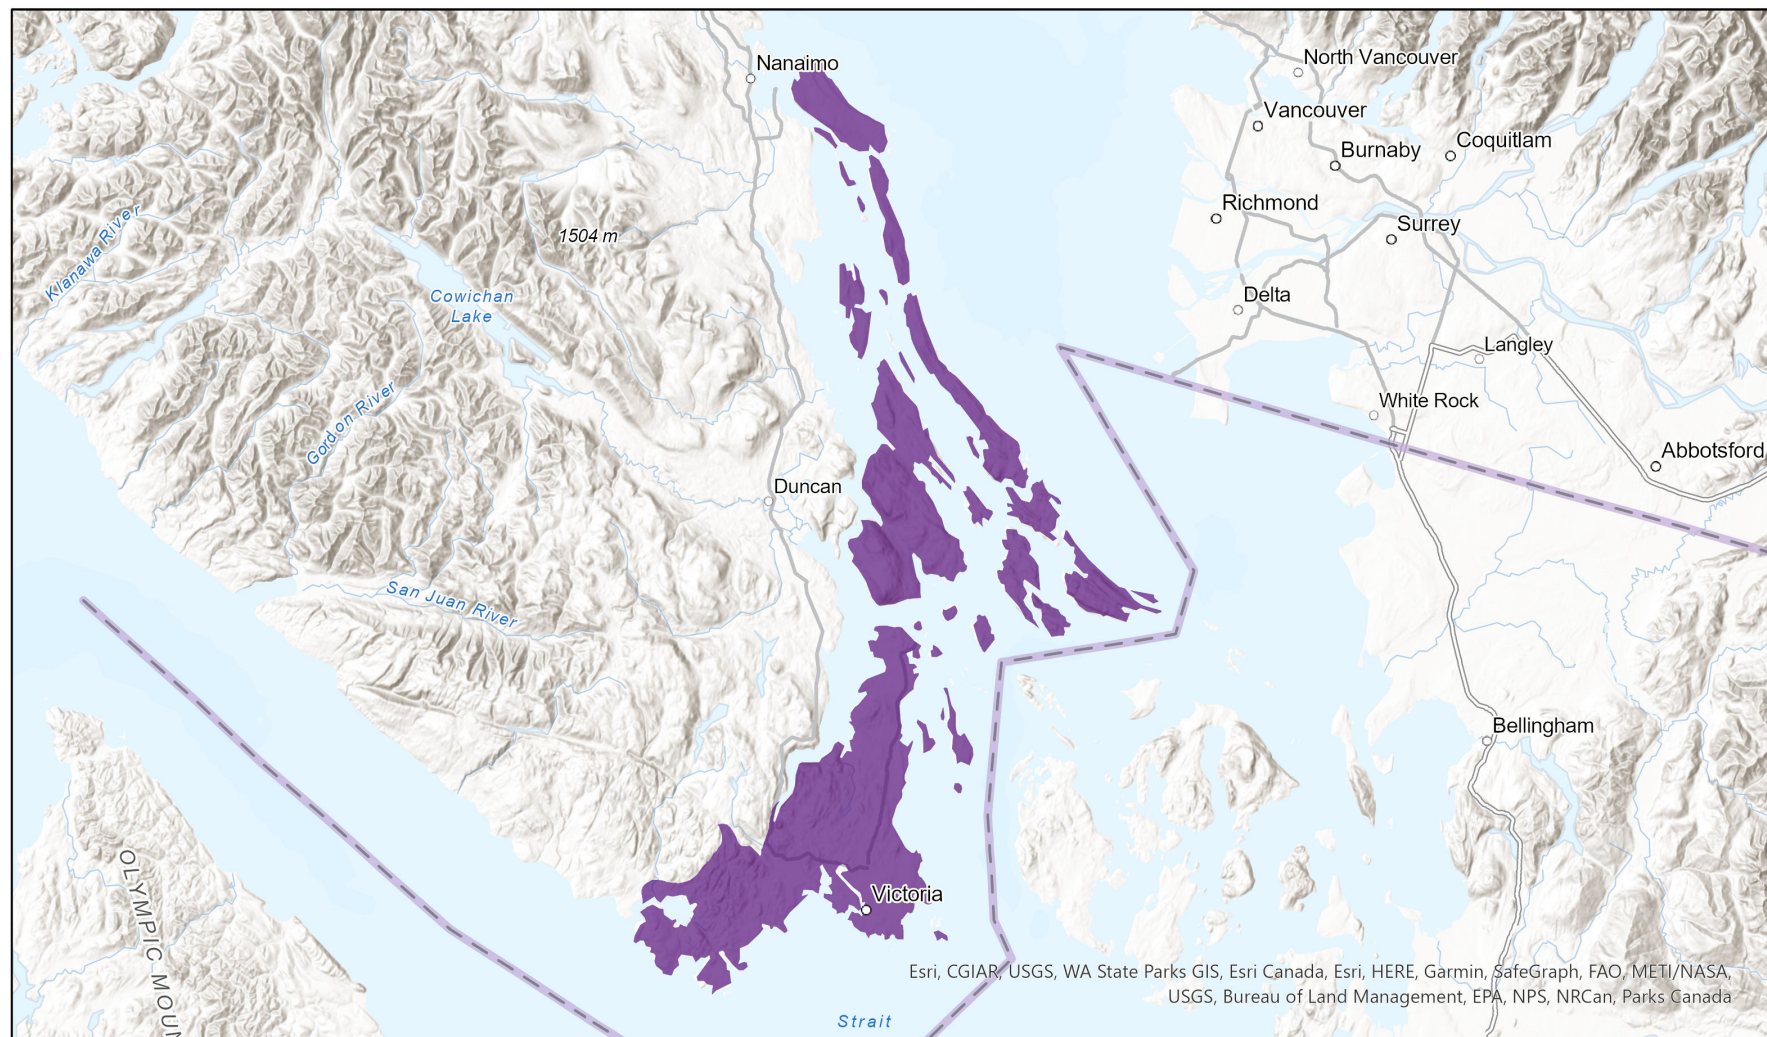 Nanaimo
North Vancouver
Vancouver
Coquitlam
Burnaby
Richmond
Surrey
Klanawa River
1504 m
Cowichan
Lake
Delta
Langley
Gordon River
White Rock
Abbotsford
Duncan
San Juan River
Bellingham
OLYMPIC MOUN
Victoria
Esri, CGIAR, USGS, WA State Parks GIS, Esri Canada, Esri, HERE, Garmin, SafeGraph, FAO, METI/NASA,
USGS, Bureau of Land Management, EPA, NPS, NRCan, Parks Canada
Strait